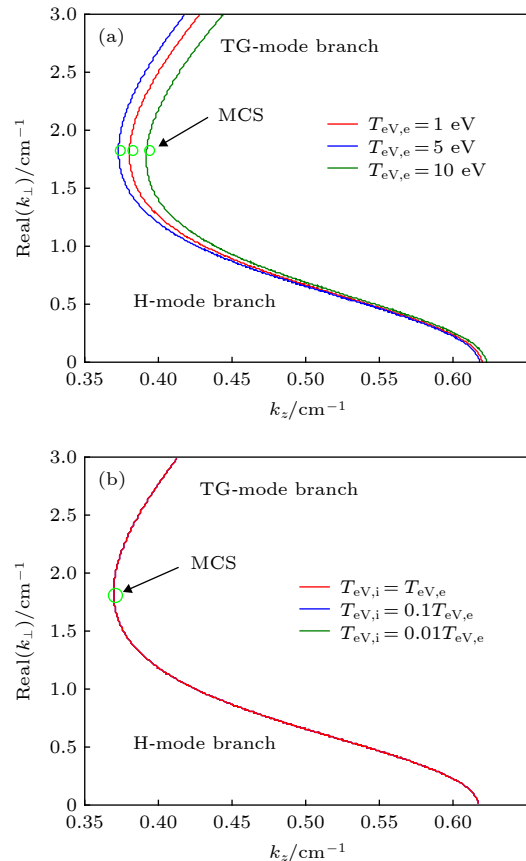 (a)
TG-mode branch
MCS
T_eV,e = 1 eV
T_eV,e = 5 eV
T_eV,e = 10 eV
H-mode branch
Real(k⊥)/cm⁻¹
3.0
2.5
2.0
1.5
1.0
0.5
0
0.35 0.40 0.45 0.50 0.55 0.60
k_z/cm⁻¹
(b)
TG-mode branch
MCS
T_eV,i = T_eV,e
T_eV,i = 0.1T_eV,e
T_eV,i = 0.01T_eV,e
H-mode branch
Real(k⊥)/cm⁻¹
3.0
2.5
2.0
1.5
1.0
0.5
0
0.35 0.40 0.45 0.50 0.55 0.60
k_z/cm⁻¹